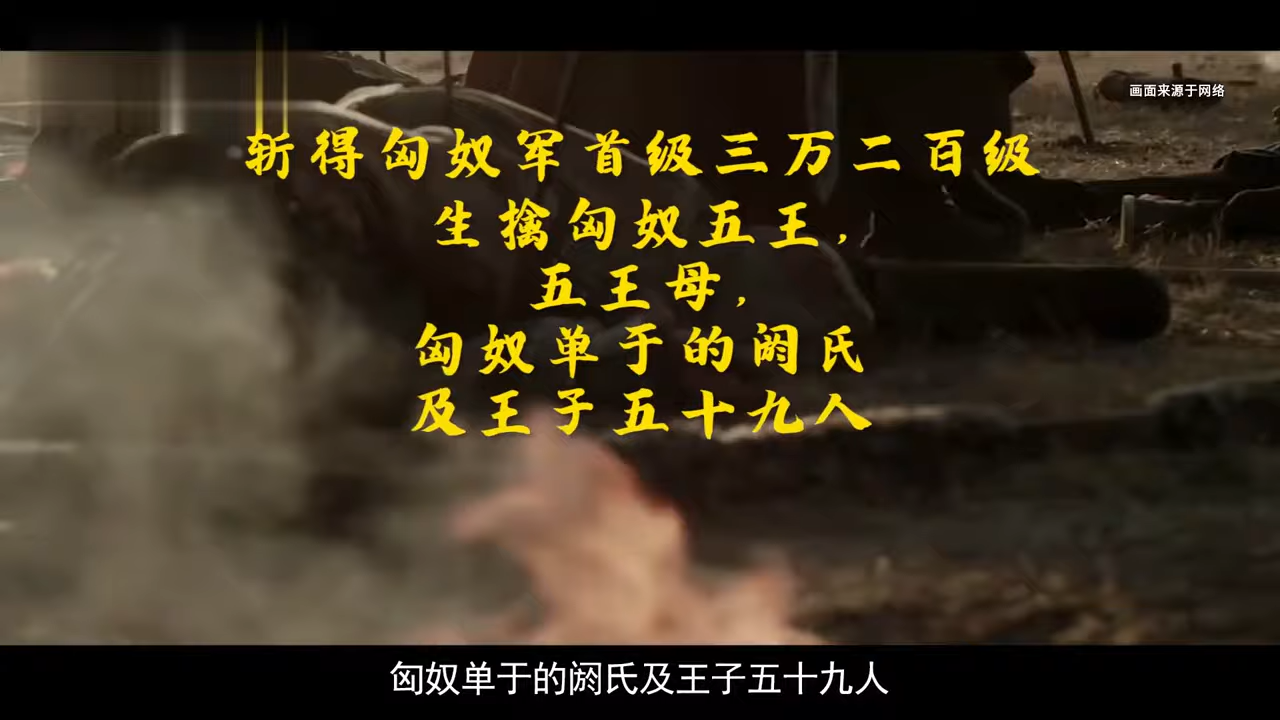 画面来源于网络
斩得匈奴军首级三万二百级
生擒匈奴五王，
五王母，
匈奴单于的阏氏
及王子五十九人
匈奴单于的阏氏及王子五十九人